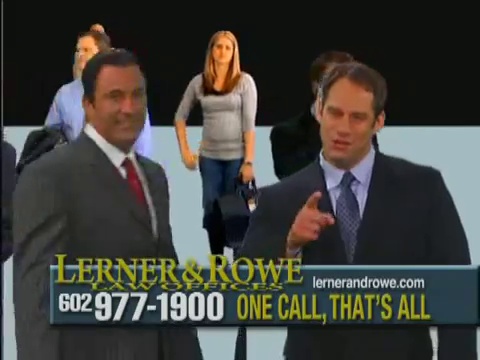 LERNER & ROWE
LAW OFFICES
lernerandrowe.com
602 977-1900 ONE CALL, THAT'S ALL